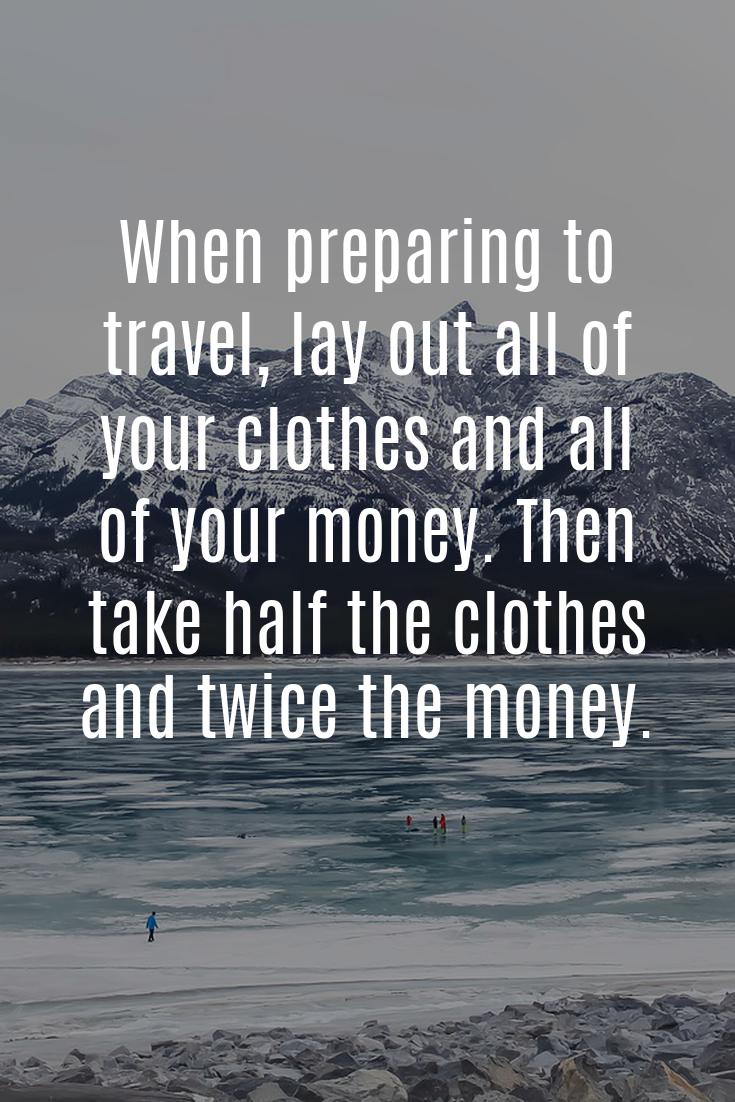 When preparing to
travel, lay out all of
your clothes and all
of your money. Then
take half the clothes
and twice the money.